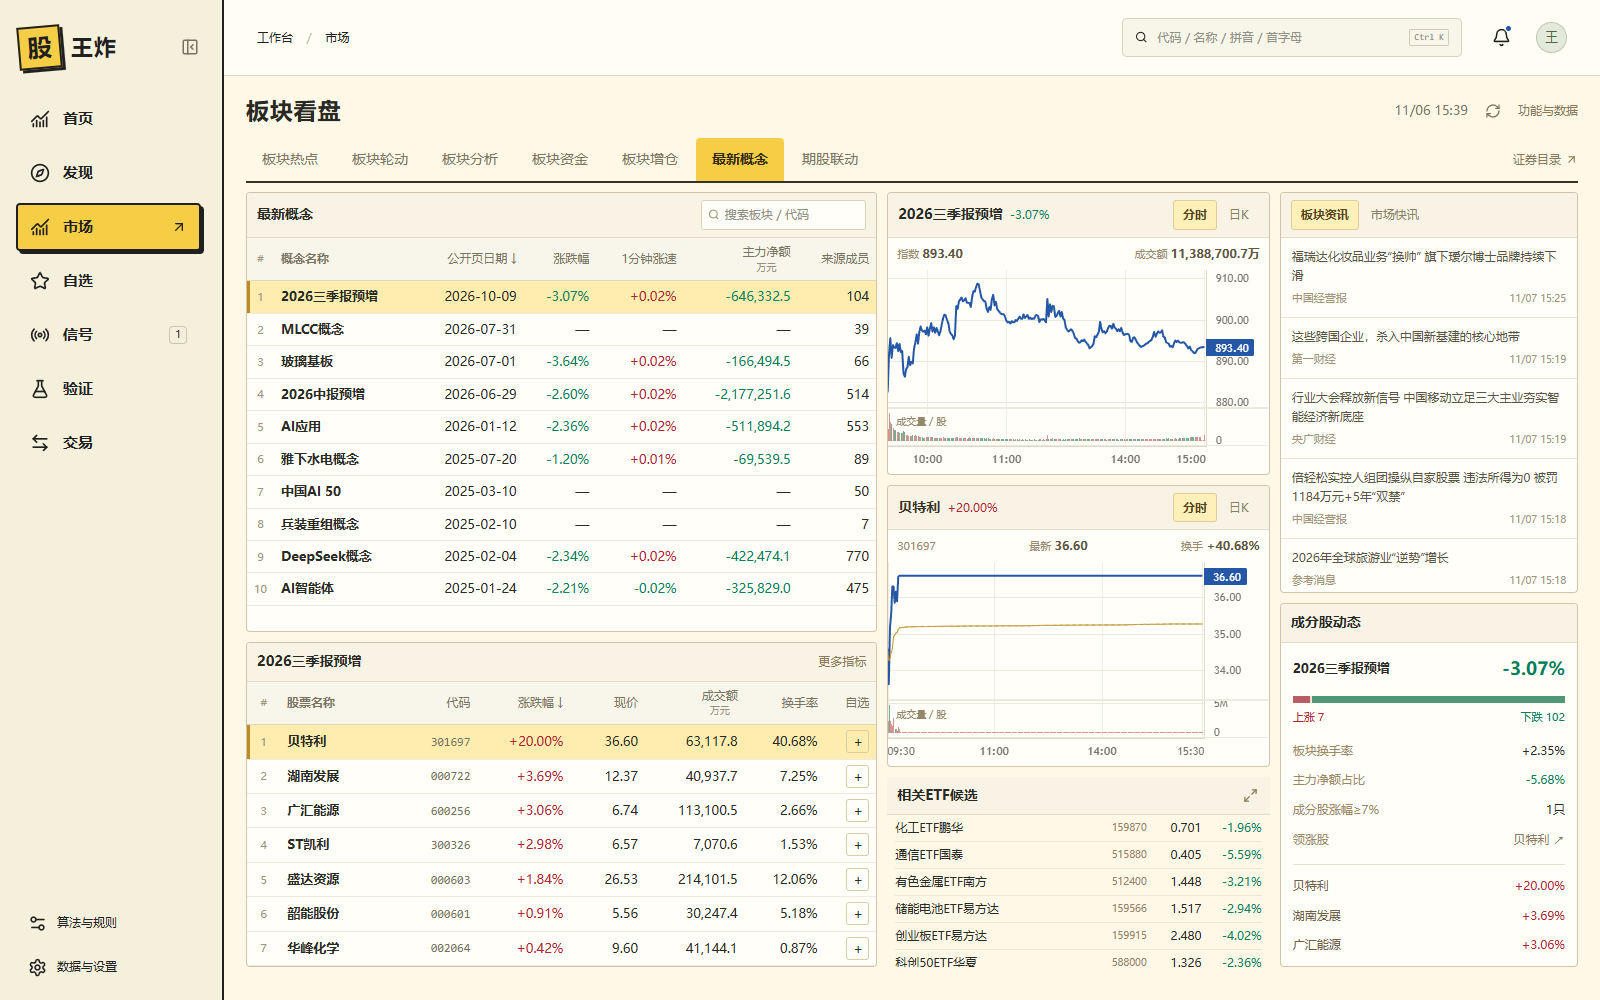 股 王炸
首页
发现
市场
自选
信号 1
验证
交易
算法与规则
数据与设置
工作台 / 市场
代码 / 名称 / 拼音 / 首字母 Ctrl K
王
板块看盘
11/06 15:39 功能与数据
板块热点 板块轮动 板块分析 板块资金 板块增仓 最新概念 期股联动
证券目录
最新概念
搜索板块 / 代码
# 概念名称 公开页日期↓ 涨跌幅 1分钟涨速 主力净额 万元 来源成员
1 2026三季报预增 2026-10-09 -3.07% +0.02% -646,332.5 104
2 MLCC概念 2026-07-31 — — — 39
3 玻璃基板 2026-07-01 -3.64% +0.02% -166,494.5 66
4 2026中报预增 2026-06-29 -2.60% +0.02% -2,177,251.6 514
5 AI应用 2026-01-12 -2.36% +0.02% -511,894.2 553
6 雅下水电概念 2025-07-20 -1.20% +0.01% -69,539.5 89
7 中国AI 50 2025-03-10 — — — 50
8 兵装重组概念 2025-02-10 — — — 7
9 DeepSeek概念 2025-02-04 -2.34% +0.02% -422,474.1 770
10 AI智能体 2025-01-24 -2.21% -0.02% -325,829.0 475
2026三季报预增
更多指标
# 股票名称 代码 涨跌幅↓ 现价 成交额 万元 换手率 自选
1 贝特利 301697 +20.00% 36.60 63,117.8 40.68% +
2 湖南发展 000722 +3.69% 12.37 40,937.7 7.25% +
3 广汇能源 600256 +3.06% 6.74 113,100.5 2.66% +
4 ST凯利 300326 +2.98% 6.57 7,070.6 1.53% +
5 盛达资源 000603 +1.84% 26.53 214,101.5 12.06% +
6 韶能股份 000601 +0.91% 5.56 30,247.4 5.18% +
7 华峰化学 002064 +0.42% 9.60 41,144.1 0.87% +
2026三季报预增 -3.07% 分时 日K
指数 893.40 成交额 11,388,700.7万
910.00
900.00
893.40
890.00
880.00
成交量 / 股
0
10:00 11:00 14:00 15:00
贝特利 +20.00% 分时 日K
301697 最新 36.60 换手 +40.68%
36.60
36.00
35.00
34.00
5M
成交量 / 股
0
09:30 11:00 14:00 15:30
相关ETF候选
化工ETF鹏华 159870 0.701 -1.96%
通信ETF国泰 515880 0.405 -5.59%
有色金属ETF南方 512400 1.448 -3.21%
储能电池ETF易方达 159566 1.517 -2.94%
创业板ETF易方达 159915 2.480 -4.02%
科创50ETF华夏 588000 1.326 -2.36%
板块资讯 市场快讯
福瑞达化妆品业务“换帅” 旗下瑷尔博士品牌持续下
滑
中国经营报 11/07 15:25
这些跨国企业，杀入中国新基建的核心地带
第一财经 11/07 15:19
行业大会释放新信号 中国移动立足三大主业夯实智
能经济新底座
央广财经 11/07 15:19
倍轻松实控人组团操纵自家股票 违法所得为0 被罚
1184万元+5年“双禁”
中国经营报 11/07 15:18
2026年全球旅游业“逆势”增长
参考消息 11/07 15:18
成分股动态
2026三季报预增 -3.07%
上涨 7 下跌 102
板块换手率 +2.35%
主力净额占比 -5.68%
成分股涨幅≥7% 1只
领涨股 贝特利 ↗
贝特利 +20.00%
湖南发展 +3.69%
广汇能源 +3.06%